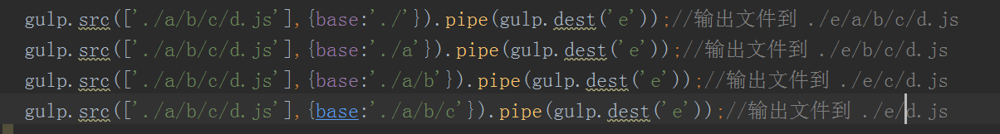 gulp.src(['./a/b/c/d.js'],{base:'./'}).pipe(gulp.dest('e'));//输出文件到 ./e/a/b/c/d.js
gulp.src(['./a/b/c/d.js'],{base:'./a'}).pipe(gulp.dest('e'));//输出文件到 ./e/b/c/d.js
gulp.src(['./a/b/c/d.js'],{base:'./a/b'}).pipe(gulp.dest('e'));//输出文件到 ./e/c/d.js
gulp.src(['./a/b/c/d.js'],{base:'./a/b/c'}).pipe(gulp.dest('e'));//输出文件到 ./e/d.js